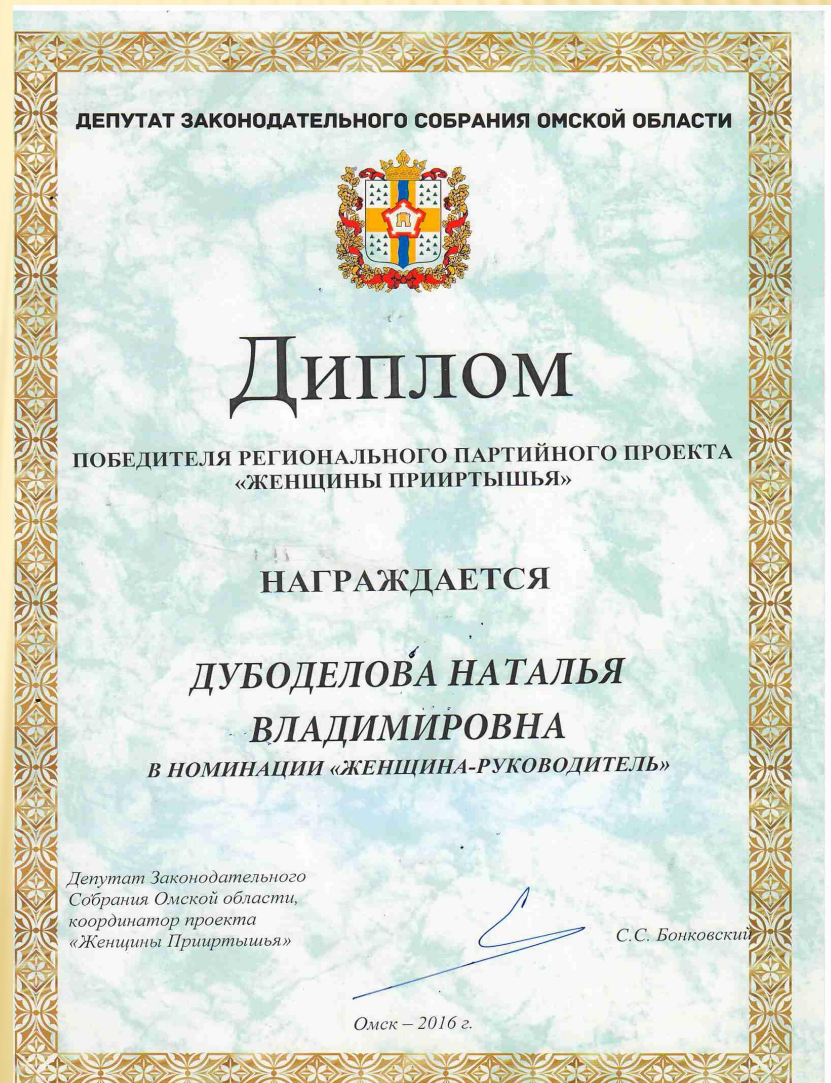 ДЕПУТАТ ЗАКОНОДАТЕЛЬНОГО СОБРАНИЯ ОМСКОЙ ОБЛАСТИ
Диплом
ПОБЕДИТЕЛЯ РЕГИОНАЛЬНОГО ПАРТИЙНОГО ПРОЕКТА
«ЖЕНЩИНЫ ПРИИРТЫШЬЯ»
НАГРАЖДАЕТСЯ
ДУБОДЕЛОВА НАТАЛЬЯ
ВЛАДИМИРОВНА
В НОМИНАЦИИ «ЖЕНЩИНА-РУКОВОДИТЕЛЬ»
Депутат Законодательного
Собрания Омской области,
координатор проекта
«Женщины Прииртышья»
С.С. Бонковский
Омск – 2016 г.